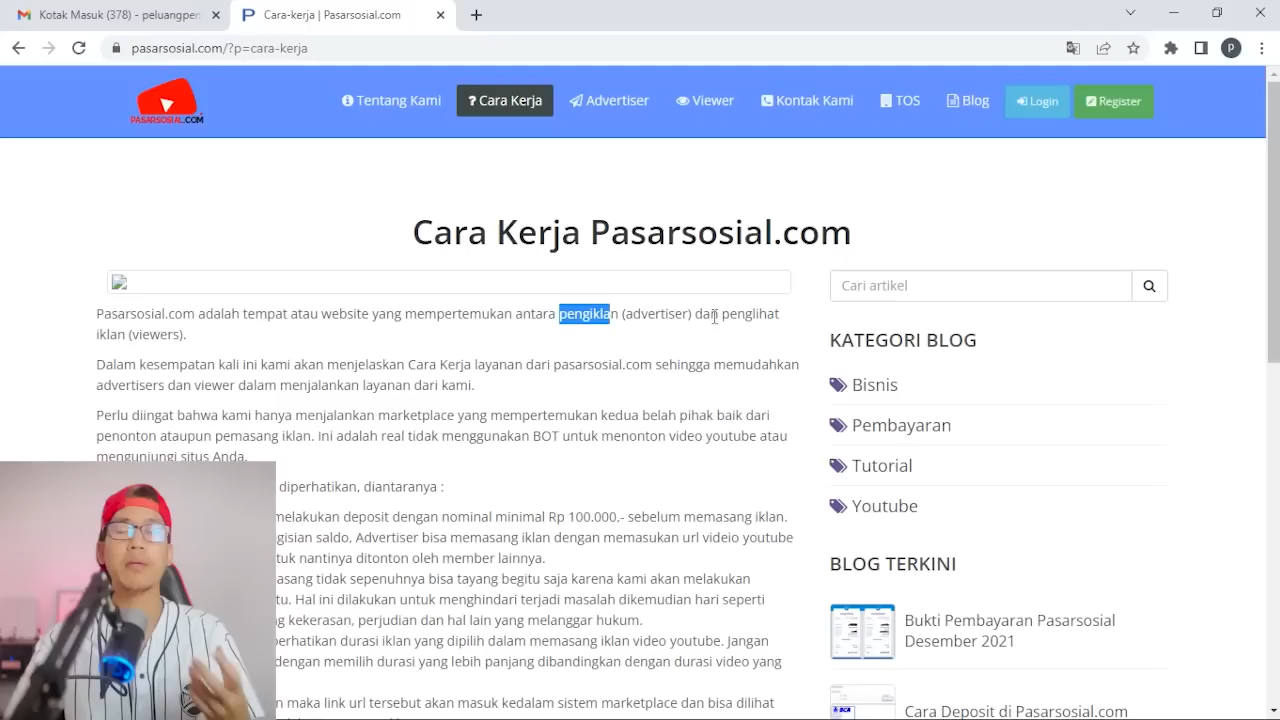 Kotak Masuk (378) - peluangpen
Cara-kerja | Pasarsosial.com
pasarsosial.com/?p=cara-kerja
P
PASARSOSIAL.COM
Tentang Kami
Cara Kerja
Advertiser
Viewer
Kontak Kami
TOS
Blog
Login
Register
Cara Kerja Pasarsosial.com
Pasarsosial.com adalah tempat atau website yang mempertemukan antara pengiklan (advertiser) dan penglihat
iklan (viewers).
Dalam kesempatan kali ini kami akan menjelaskan Cara Kerja layanan dari pasarsosial.com sehingga memudahkan
advertisers dan viewer dalam menjalankan layanan dari kami.
Perlu diingat bahwa kami hanya menjalankan marketplace yang mempertemukan kedua belah pihak baik dari
penonton ataupun pemasang iklan. Ini adalah real tidak menggunakan BOT untuk menonton video youtube atau
mengunjungi situs Anda.
diperhatikan, diantaranya :
melakukan deposit dengan nominal minimal Rp 100.000,- sebelum memasang iklan.
gisian saldo, Advertiser bisa memasang iklan dengan memasukan url videio youtube
tuk nantinya ditonton oleh member lainnya.
asang tidak sepenuhnya bisa tayang begitu saja karena kami akan melakukan
tu. Hal ini dilakukan untuk menghindari terjadi masalah dikemudian hari seperti
g kekerasan, perjudian dan hal lain yang melanggar hukum.
perhatikan durasi iklan yang dipilih dalam memasang iklan video youtube. Jangan
dengan memilih durasi yang lebih panjang dibandingkan dengan durasi video yang
n maka link url tersebut akan masuk kedalam sistem marketplace dan bisa dilihat
Cari artikel
KATEGORI BLOG
Bisnis
Pembayaran
Tutorial
Youtube
BLOG TERKINI
Bukti Pembayaran Pasarsosial
Desember 2021
BCA
Cara Deposit di Pasarsosial.com